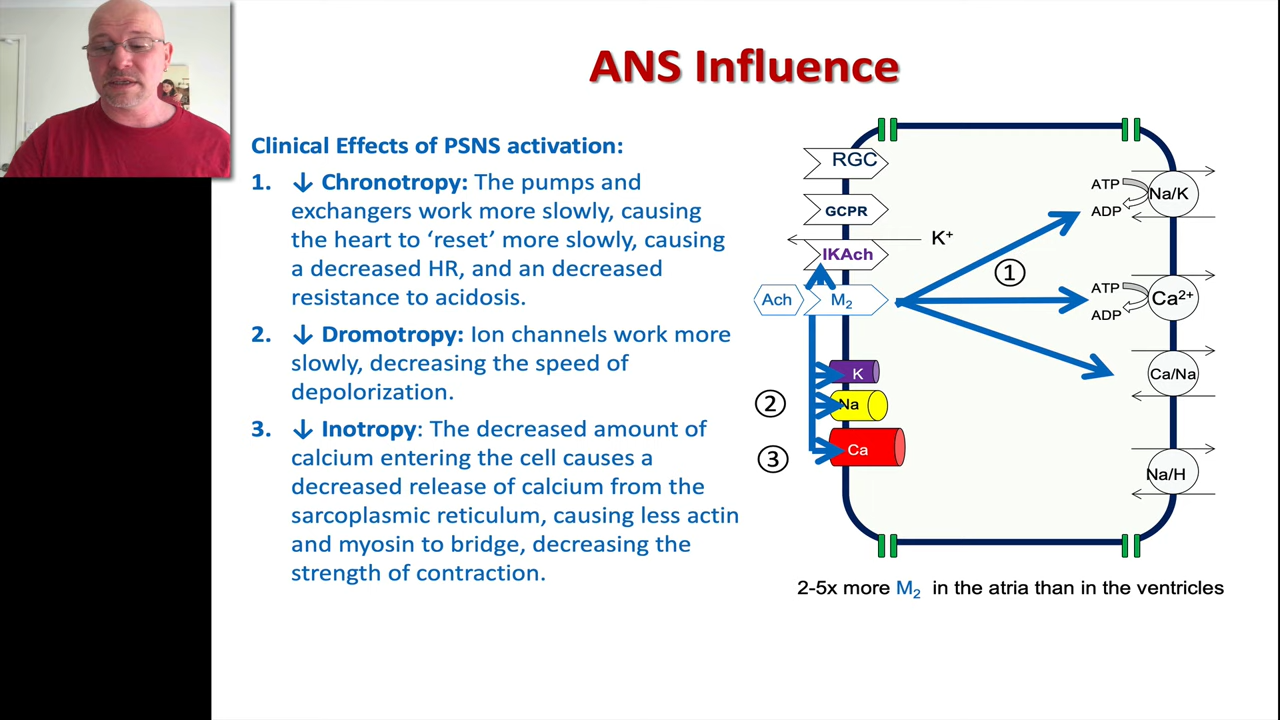 ANS Influence
Clinical Effects of PSNS activation:
1. ↓ Chronotropy: The pumps and
exchangers work more slowly, causing
the heart to ‘reset’ more slowly, causing
a decreased HR, and an decreased
resistance to acidosis.
2. ↓ Dromotropy: Ion channels work more
slowly, decreasing the speed of
depolorization.
3. ↓ Inotropy: The decreased amount of
calcium entering the cell causes a
decreased release of calcium from the
sarcoplasmic reticulum, causing less actin
and myosin to bridge, decreasing the
strength of contraction.
RGC
GCPR
IKAch
K+
Ach
M2
K
Na
Ca
①
②
③
ATP
ADP
Na/K
ATP
ADP
Ca2+
Ca/Na
Na/H
2-5x more M2 in the atria than in the ventricles